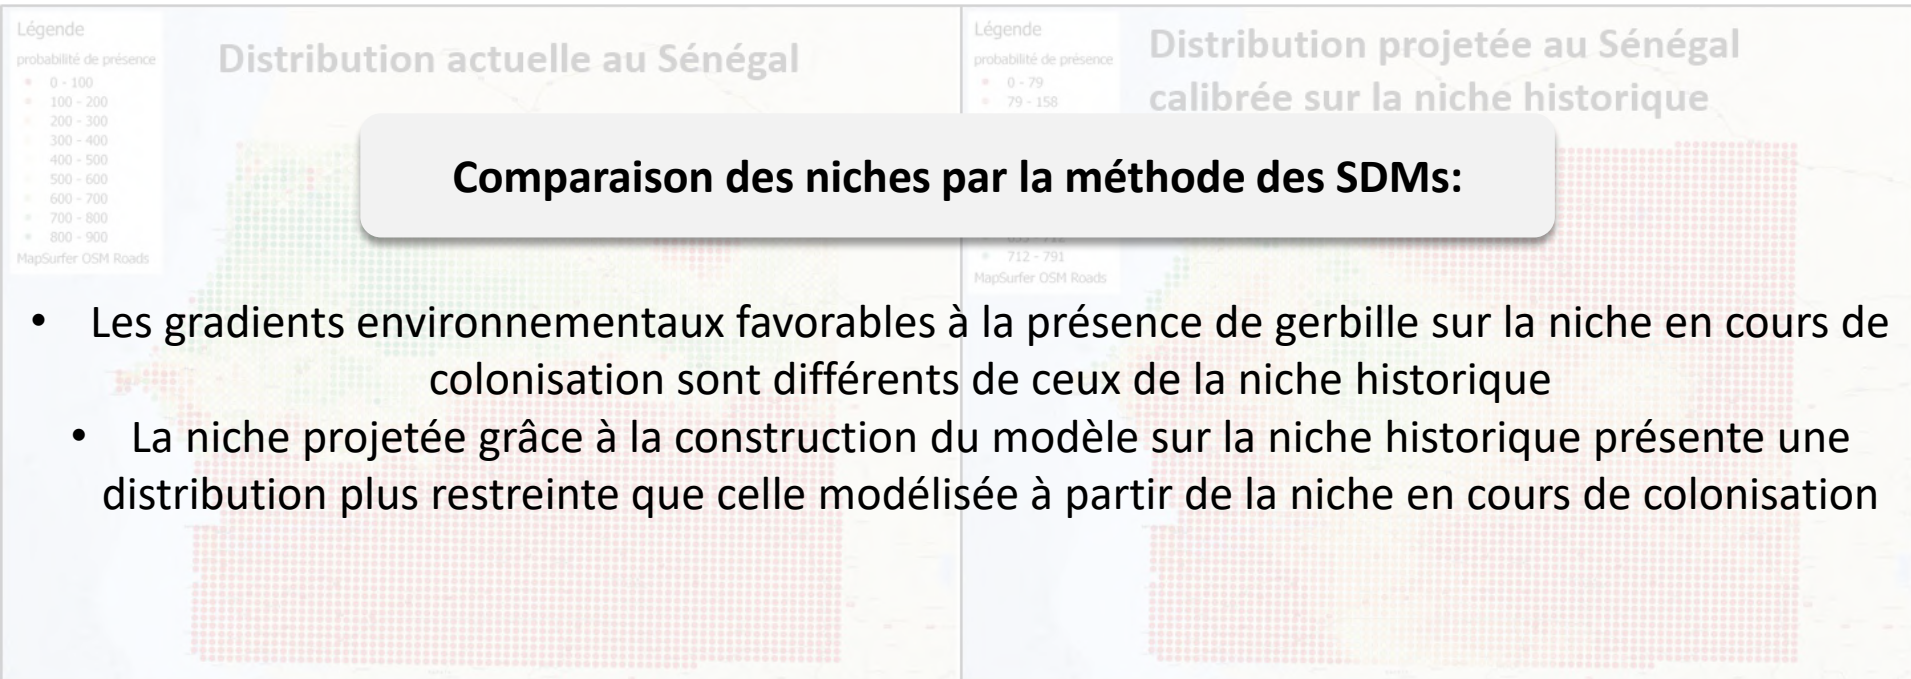 Légende
probabilité de présence
0 - 100
100 - 200
200 - 300
300 - 400
400 - 500
500 - 600
600 - 700
700 - 800
800 - 900
MapSurfer OSM Roads
Distribution actuelle au Sénégal
Légende
probabilité de présence
0 - 79
79 - 158
712 - 791
MapSurfer OSM Roads
Distribution projetée au Sénégal
calibrée sur la niche historique
Comparaison des niches par la méthode des SDMs:
• Les gradients environnementaux favorables à la présence de gerbille sur la niche en cours de
colonisation sont différents de ceux de la niche historique
• La niche projetée grâce à la construction du modèle sur la niche historique présente une
distribution plus restreinte que celle modélisée à partir de la niche en cours de colonisation